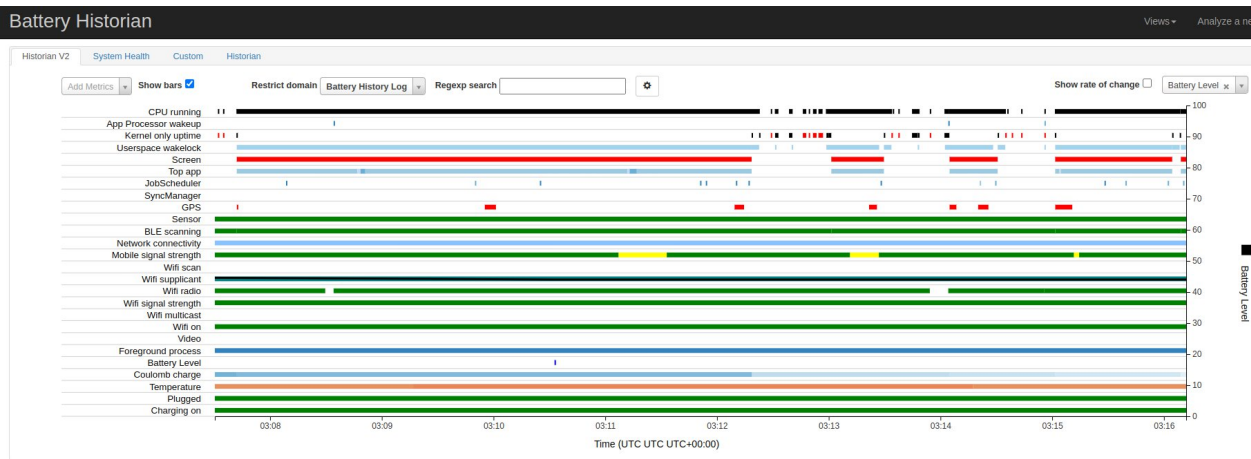 Battery Historian
Views
Analyze a ne
Historian V2 System Health Custom Historian
Add Metrics Show bars Restrict domain Battery History Log Regexp search Show rate of change Battery Level x
CPU running
App Processor wakeup
Kernel only uptime
Userspace wakelock
Screen
Top app
JobScheduler
SyncManager
GPS
Sensor
BLE scanning
Network connectivity
Mobile signal strength
Wifi scan
Wifi supplicant
Wifi radio
Wifi signal strength
Wifi multicast
Wifi on
Video
Foreground process
Battery Level
Coulomb charge
Temperature
Plugged
Charging on
100
90
80
70
60
50
40
30
20
10
0
Battery Level
03:08 03:09 03:10 03:11 03:12 03:13 03:14 03:15 03:16
Time (UTC UTC UTC+00:00)